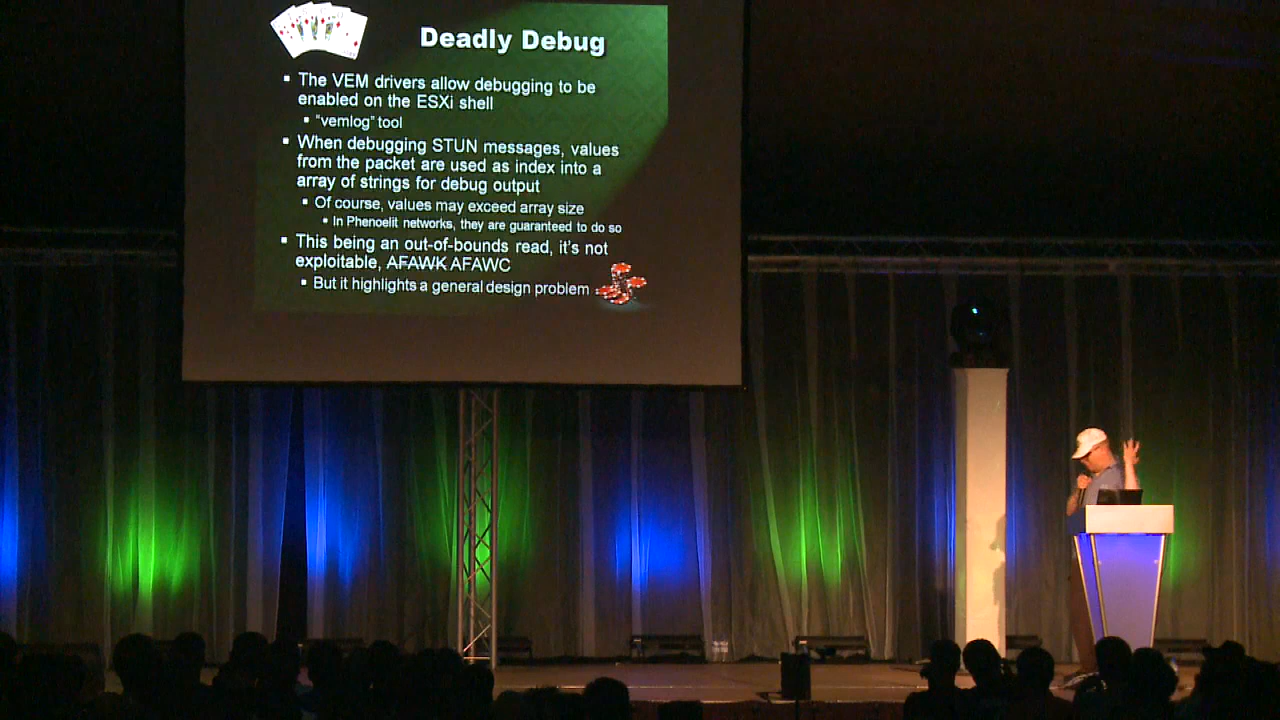 Deadly Debug
▪ The VEM drivers allow debugging to be
enabled on the ESXi shell
▪ “vemlog” tool
▪ When debugging STUN messages, values
from the packet are used as index into a
array of strings for debug output
▪ Of course, values may exceed array size
▪ In Phenoelit networks, they are guaranteed to do so
▪ This being an out-of-bounds read, it’s not
exploitable, AFAWK AFAWC
▪ But it highlights a general design problem